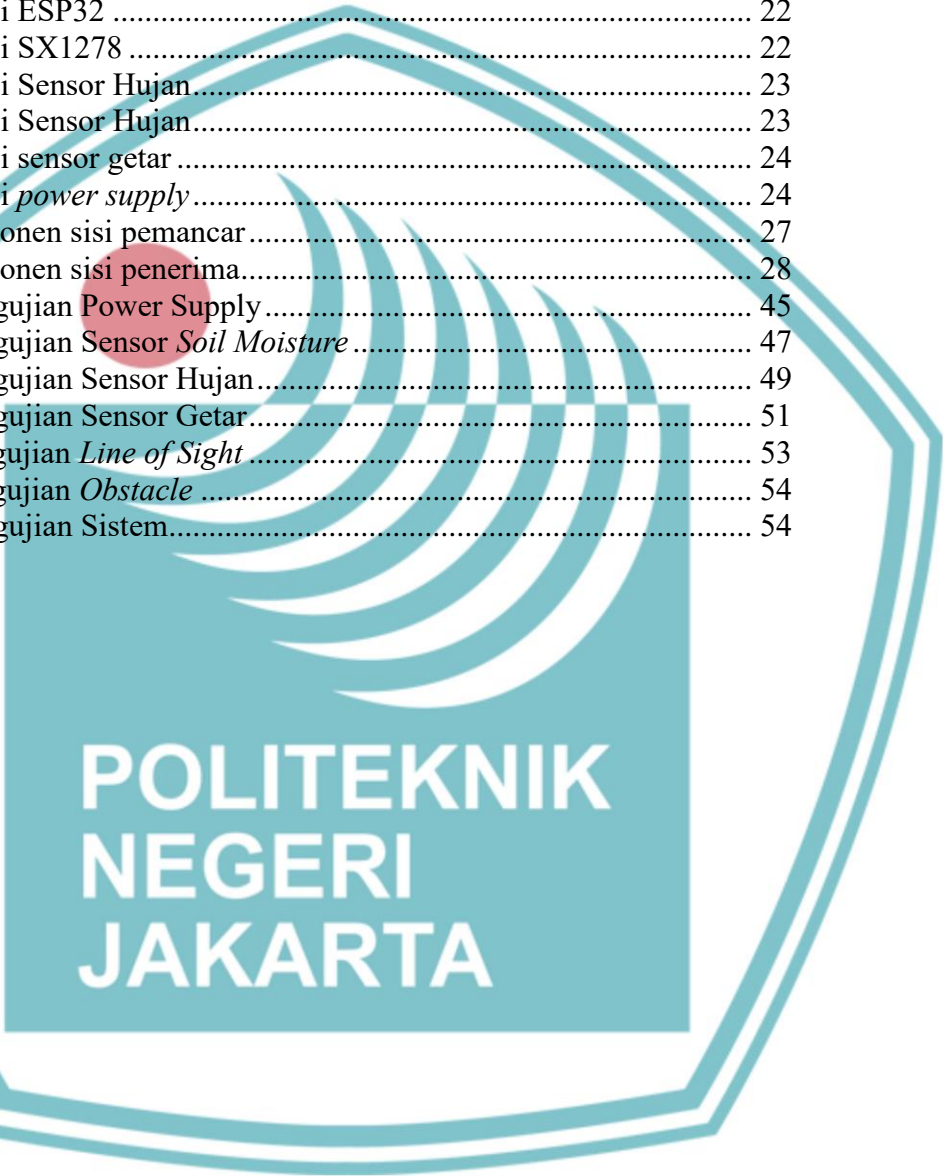 i ESP32 ........................................................................... 22
i SX1278 ......................................................................... 22
i Sensor Hujan.................................................................. 23
i Sensor Hujan.................................................................. 23
i sensor getar .................................................................... 24
i power supply .................................................................. 24
onen sisi pemancar ............................................................ 27
onen sisi penerima............................................................. 28
gujian Power Supply .......................................................... 45
gujian Sensor Soil Moisture ................................................ 47
gujian Sensor Hujan ........................................................... 49
gujian Sensor Getar............................................................ 51
gujian Line of Sight ............................................................ 53
gujian Obstacle .................................................................. 54
gujian Sistem...................................................................... 54
POLITEKNIK
NEGERI
JAKARTA